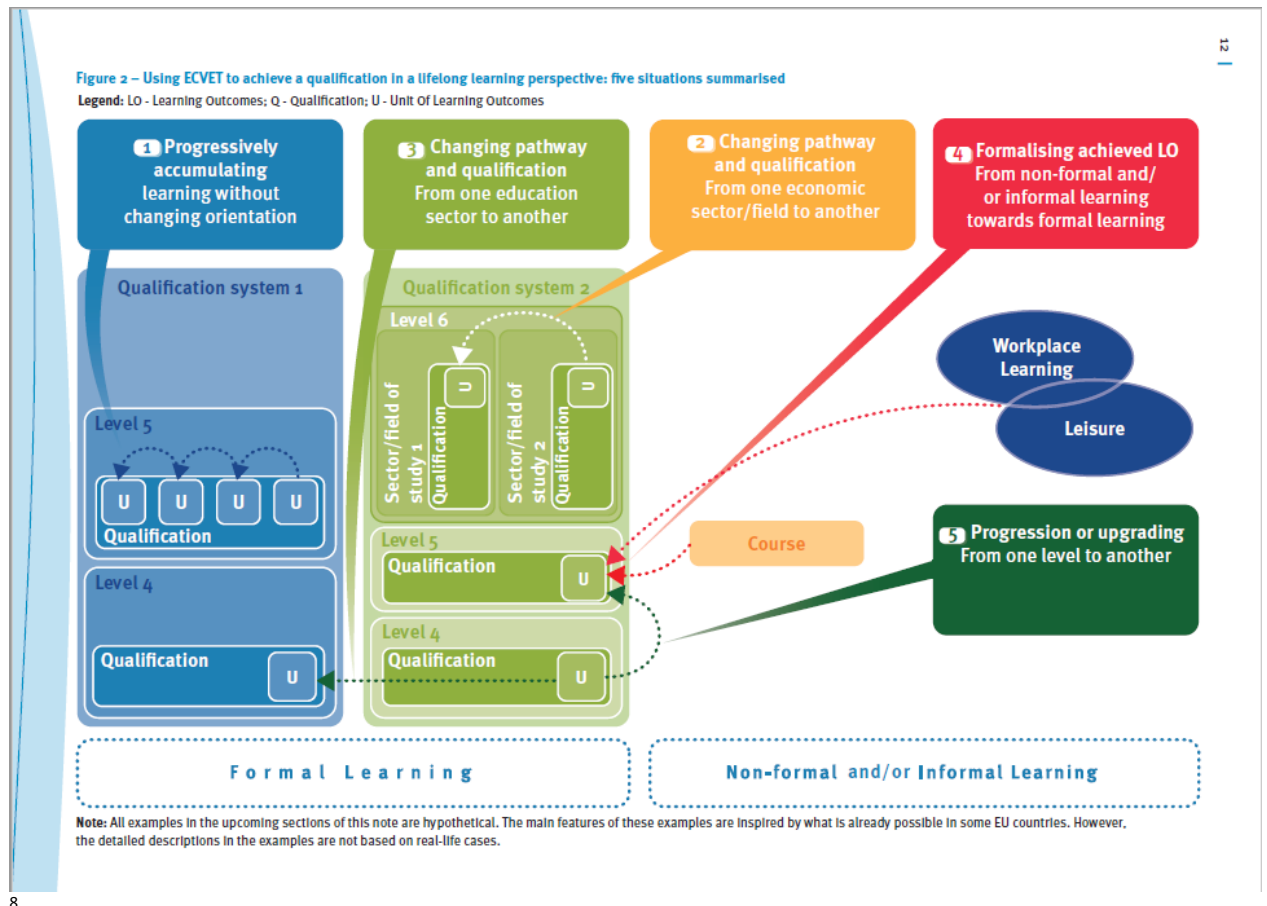 12
Figure 2 – Using ECVET to achieve a qualification in a lifelong learning perspective: five situations summarised
Legend: LO - Learning Outcomes; Q - Qualification; U - Unit Of Learning Outcomes
1 Progressively
accumulating
learning without
changing orientation
3 Changing pathway
and qualification
From one education
sector to another
2 Changing pathway
and qualification
From one economic
sector/field to another
4 Formalising achieved LO
From non-formal and/
or informal learning
towards formal learning
Qualification system 1
Level 5
U U U U
Qualification
Level 4
Qualification
U
Qualification system 2
Level 6
Sector/field of
study 1
Qualification
U
Sector/field of
study 2
Qualification
U
Level 5
Qualification
U
Level 4
Qualification
U
Workplace
Learning
Leisure
Course
5 Progression or upgrading
From one level to another
Formal Learning
Non-formal and/or Informal Learning
Note: All examples in the upcoming sections of this note are hypothetical. The main features of these examples are inspired by what is already possible in some EU countries. However,
the detailed descriptions in the examples are not based on real-life cases.
8